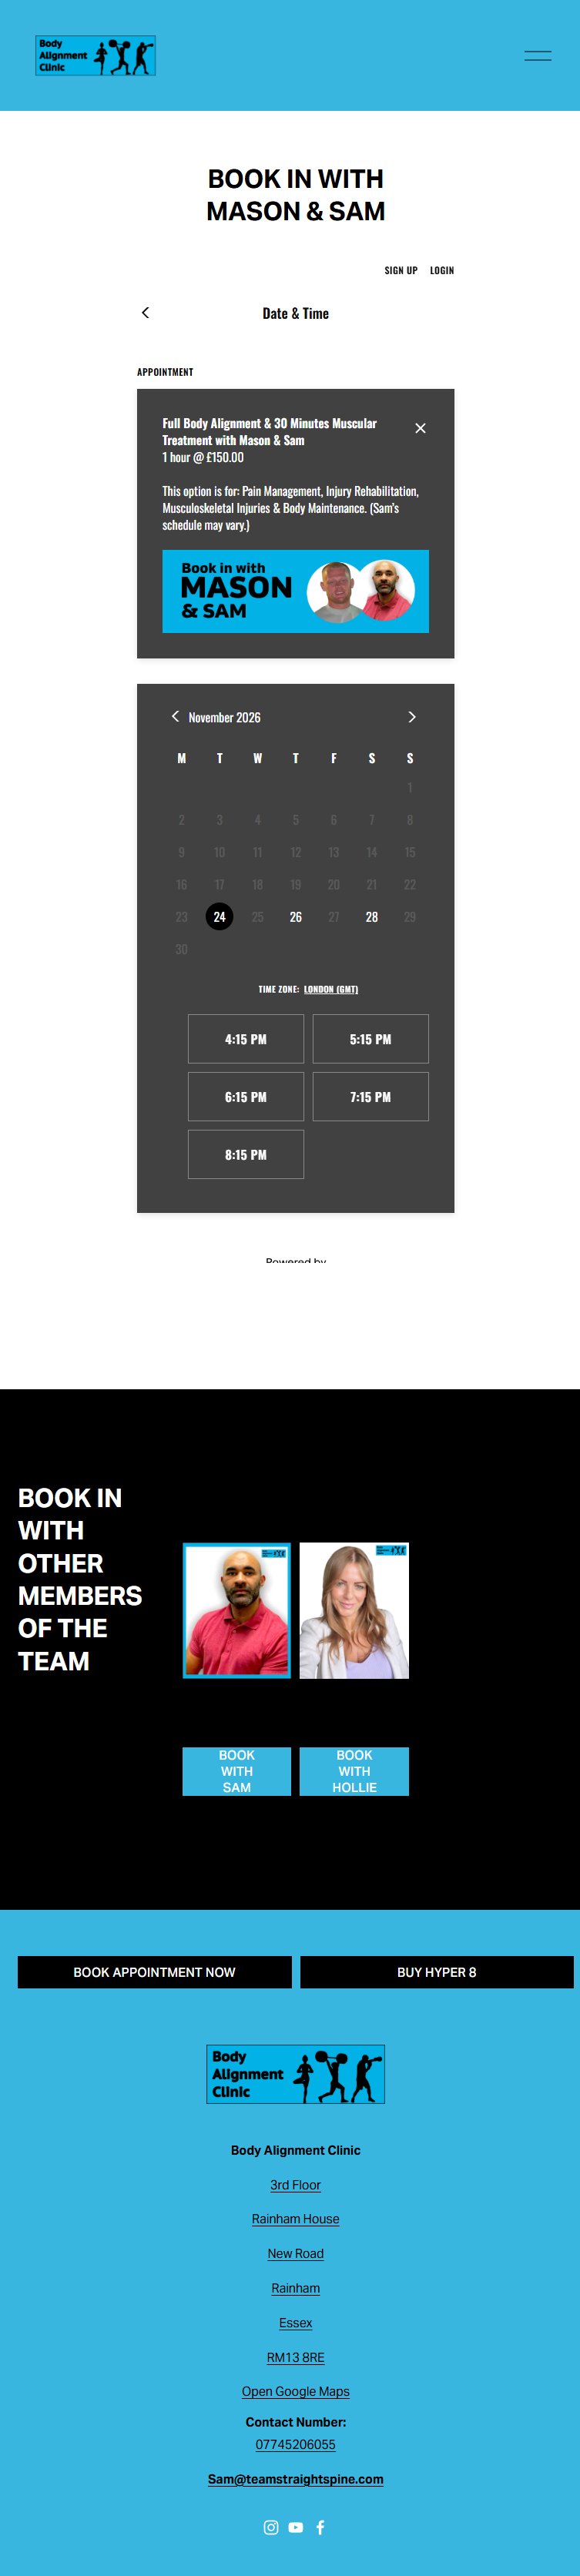 Body
Alignment
Clinic
BOOK IN WITH
MASON & SAM
SIGN UP LOGIN
Date & Time
APPOINTMENT
Full Body Alignment & 30 Minutes Muscular
Treatment with Mason & Sam
1 hour @ £150.00
This option is for: Pain Management, Injury Rehabilitation,
Musculoskeletal Injuries & Body Maintenance. (Sam's
schedule may vary.)
Book in with
MASON
& SAM
November 2026
M T W T F S S
1
2 3 4 5 6 7 8
9 10 11 12 13 14 15
16 17 18 19 20 21 22
23 24 25 26 27 28 29
30
TIME ZONE: LONDON (GMT)
4:15 PM 5:15 PM
6:15 PM 7:15 PM
8:15 PM
Powered by
BOOK IN
WITH
OTHER
MEMBERS
OF THE
TEAM
BOOK
WITH
SAM
BOOK
WITH
HOLLIE
BOOK APPOINTMENT NOW
BUY HYPER 8
Body
Alignment
Clinic
Body Alignment Clinic
3rd Floor
Rainham House
New Road
Rainham
Essex
RM13 8RE
Open Google Maps
Contact Number:
07745206055
Sam@teamstraightspine.com